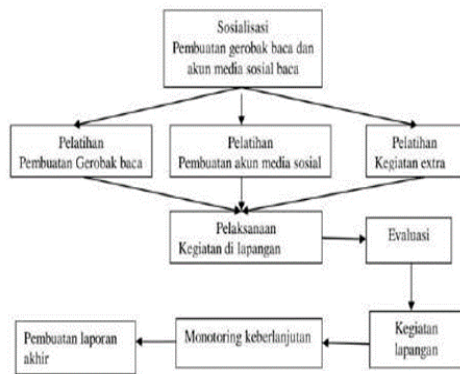 Sosialisasi
Pembuatan gerobak baca dan
akun media sosial baca
Pelatihan
Pembuatan Gerobak baca
Pelatihan
Pembuatan akun media sosial
Pelatihan
Kegiatan extra
Pelaksanaan
Kegiatan di lapangan
Evaluasi
Kegiatan
lapangan
Monotoring keberlanjutan
Pembuatan laporan
akhir